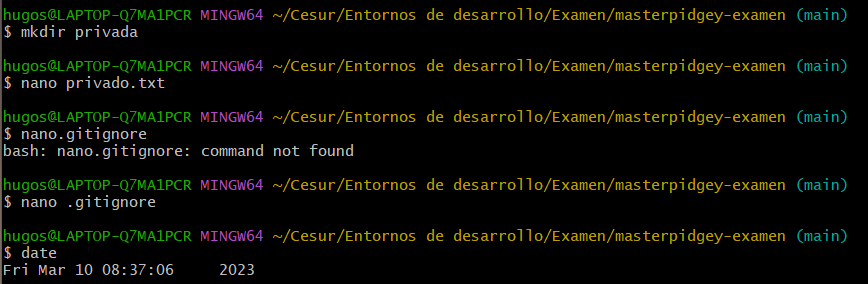 hugos@LAPTOP-Q7MA1PCR MINGW64 ~/Cesur/Entornos de desarrollo/Examen/masterpidgey-examen (main)
$ mkdir privada
hugos@LAPTOP-Q7MA1PCR MINGW64 ~/Cesur/Entornos de desarrollo/Examen/masterpidgey-examen (main)
$ nano privado.txt
hugos@LAPTOP-Q7MA1PCR MINGW64 ~/Cesur/Entornos de desarrollo/Examen/masterpidgey-examen (main)
$ nano.gitignore
bash: nano.gitignore: command not found
hugos@LAPTOP-Q7MA1PCR MINGW64 ~/Cesur/Entornos de desarrollo/Examen/masterpidgey-examen (main)
$ nano .gitignore
hugos@LAPTOP-Q7MA1PCR MINGW64 ~/Cesur/Entornos de desarrollo/Examen/masterpidgey-examen (main)
$ date
Fri Mar 10 08:37:06     2023